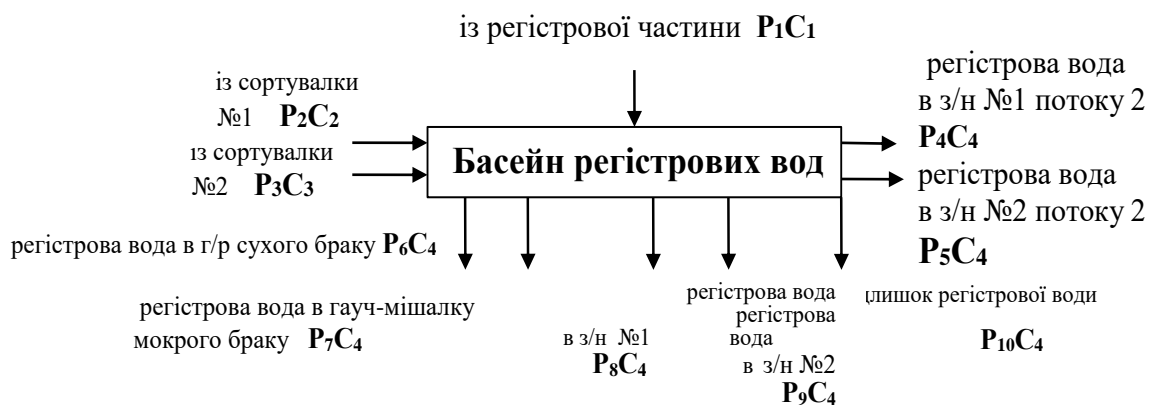 із регістрової частини P₁C₁
із сортувалки
№1 P₂C₂
із сортувалки
№2 P₃C₃
Басейн регістрових вод
регістрова вода
в з/н №1 потоку 2
P₄C₄
регістрова вода
в з/н №2 потоку 2
P₅C₄
регістрова вода в г/р сухого браку P₆C₄
регістрова вода в гауч-мішалку
мокрого браку P₇C₄
в з/н №1
P₈C₄
регістрова вода
регістрова
вода
в з/н №2
P₉C₄
лишок регістрової води
P₁₀C₄